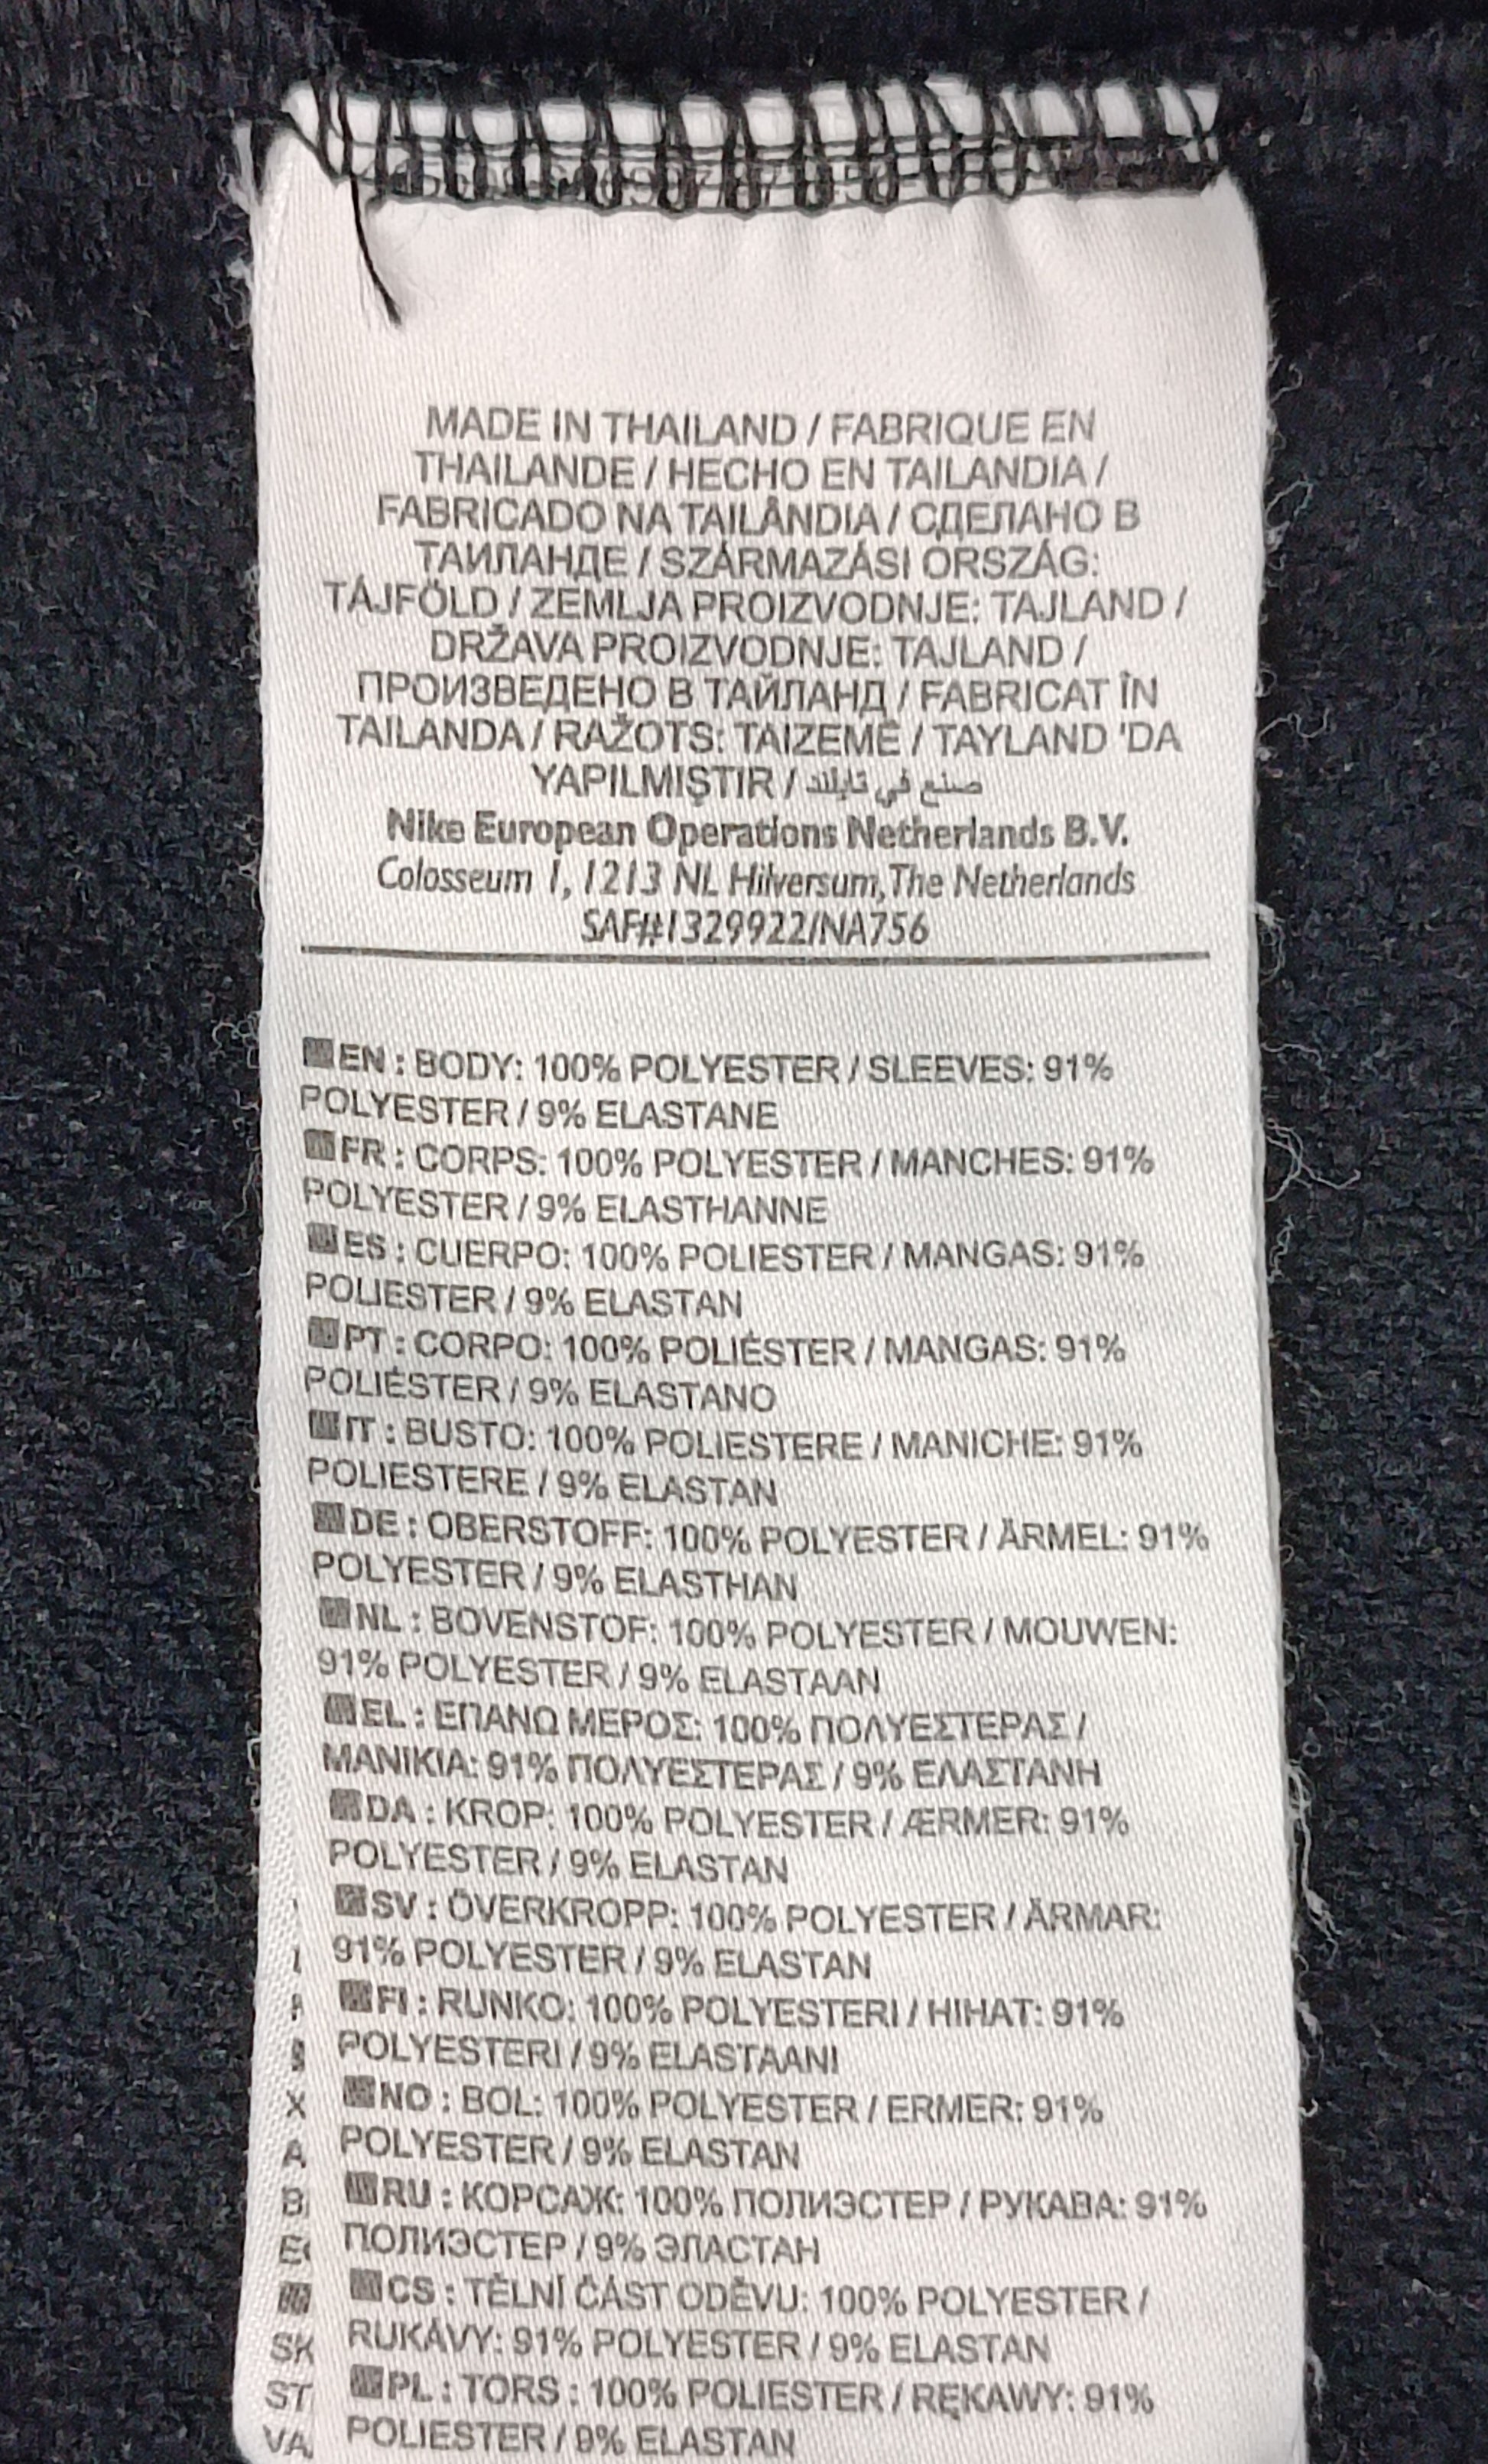 MADE IN THAILAND / FABRIQUE EN
THAILANDE / HECHO EN TAILANDIA /
FABRICADO NA TAILÂNDIA / СДЕЛАНО В
ТАИЛАНДЕ / SZÁRMAZÁSI ORSZÁG:
TÁJFÖLD / ZEMLJA PROIZVODNJE: TAJLAND /
DRŽAVA PROIZVODNJE: TAJLAND /
ПРОИЗВЕДЕНО В ТАЙЛАНД / FABRICAT ÎN
TAILANDA / RAŽOTS: TAIZEMĒ / TAYLAND 'DA
YAPILMIŞTIR / صنع في تايلند
Nike European Operations Netherlands B.V.
Colosseum 1, 1213 NL Hilversum, The Netherlands
SAF#1329922/NA756
EN : BODY: 100% POLYESTER / SLEEVES: 91%
POLYESTER / 9% ELASTANE
FR : CORPS: 100% POLYESTER / MANCHES: 91%
POLYESTER / 9% ELASTHANNE
ES : CUERPO: 100% POLIESTER / MANGAS: 91%
POLIESTER / 9% ELASTAN
PT : CORPO: 100% POLIÉSTER / MANGAS: 91%
POLIÉSTER / 9% ELASTANO
IT : BUSTO: 100% POLIESTERE / MANICHE: 91%
POLIESTERE / 9% ELASTAN
DE : OBERSTOFF: 100% POLYESTER / ÄRMEL: 91%
POLYESTER / 9% ELASTHAN
NL : BOVENSTOF: 100% POLYESTER / MOUWEN:
91% POLYESTER / 9% ELASTAAN
EL : ΕΠΑΝΩ ΜΕΡΟΣ: 100% ΠΟΛΥΕΣΤΕΡΑΣ /
ΜΑΝΙΚΙΑ: 91% ΠΟΛΥΕΣΤΕΡΑΣ / 9% ΕΛΑΣΤΑΝΗ
DA : KROP: 100% POLYESTER / ÆRMER: 91%
POLYESTER / 9% ELASTAN
SV : ÖVERKROPP: 100% POLYESTER / ÄRMAR:
91% POLYESTER / 9% ELASTAN
FI : RUNKO: 100% POLYESTERI / HIHAT: 91%
POLYESTERI / 9% ELASTAANI
NO : BOL: 100% POLYESTER / ERMER: 91%
POLYESTER / 9% ELASTAN
RU : КОРСАЖ: 100% ПОЛИЭСТЕР / РУКАВА: 91%
ПОЛИЭСТЕР / 9% ЭЛАСТАН
CS : TĚLNÍ ČÁST ODĚVU: 100% POLYESTER /
RUKÁVY: 91% POLYESTER / 9% ELASTAN
PL : TORS : 100% POLIESTER / RĘKAWY: 91%
POLIESTER / 9% ELASTAN